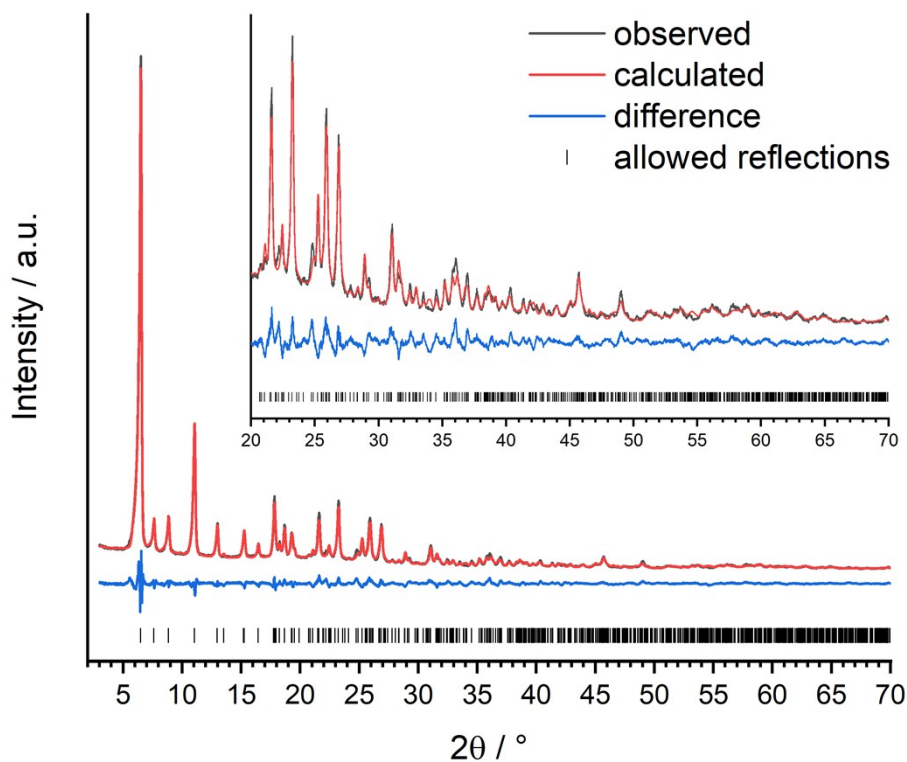 observed
calculated
difference
allowed reflections
Intensity / a.u.
20 25 30 35 40 45 50 55 60 65 70
5 10 15 20 25 30 35 40 45 50 55 60 65 70
2θ / °